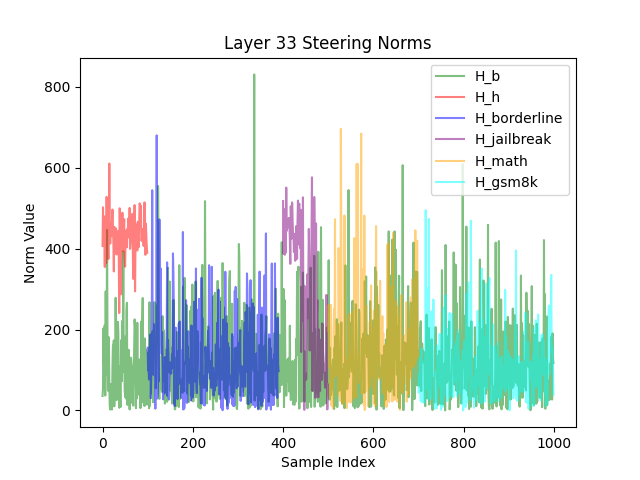 Layer 33 Steering Norms
Norm Value
800
600
400
200
0
H_b
H_h
H_borderline
H_jailbreak
H_math
H_gsm8k
0 200 400 600 800 1000
Sample Index